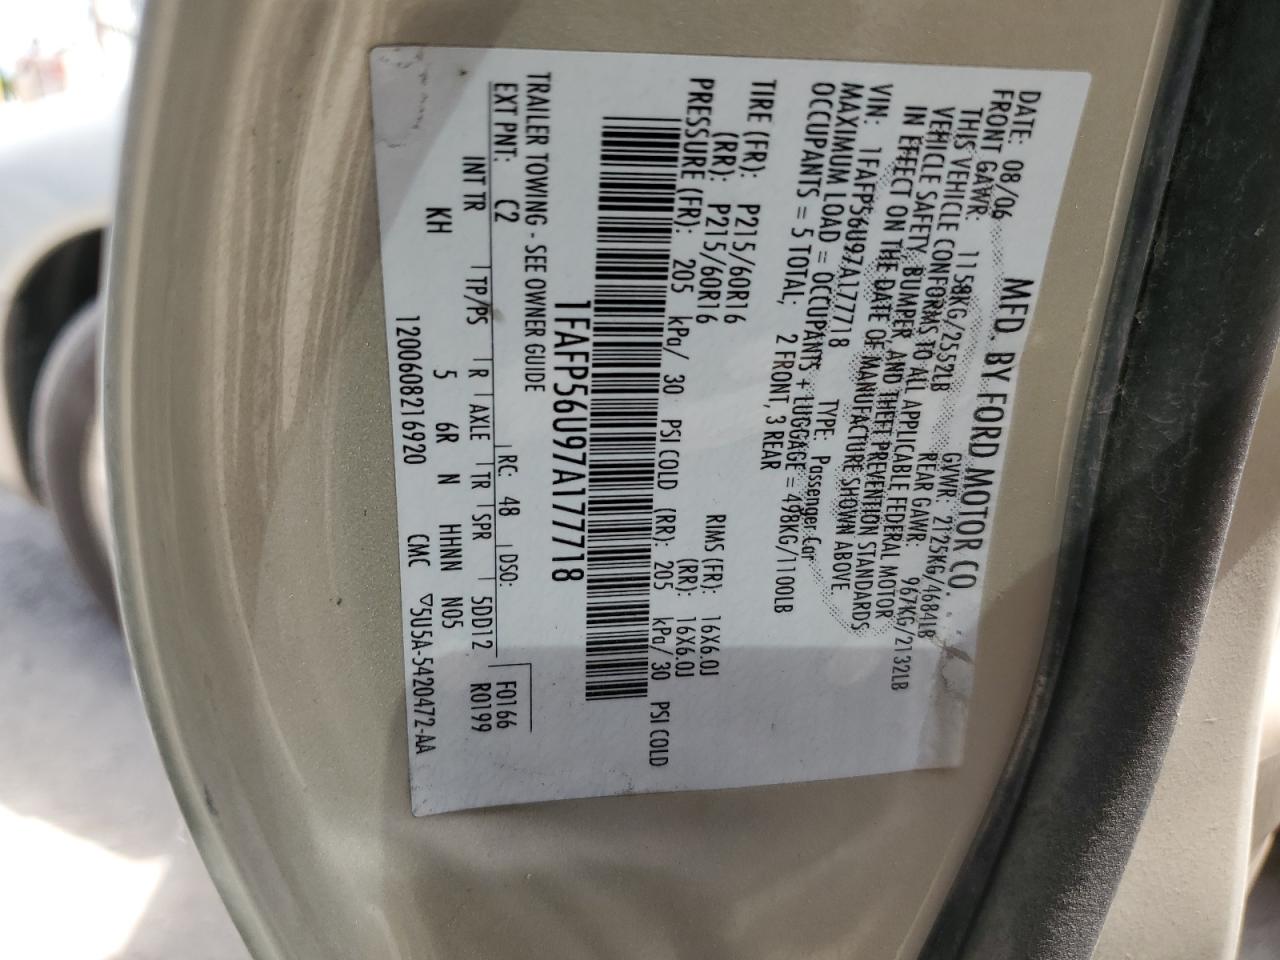 MFD. BY FORD MOTOR CO.
DATE: 08/06 GVWR: 2125KG/4684LB
FRONT GAWR: 1158KG/2552LB REAR GAWR: 967KG/2132LB
THIS VEHICLE CONFORMS TO ALL APPLICABLE FEDERAL MOTOR
VEHICLE SAFETY, BUMPER, AND THEFT PREVENTION STANDARDS
IN EFFECT ON THE DATE OF MANUFACTURE SHOWN ABOVE
VIN: 1FAFP56U97A177718 TYPE: Passenger Car
MAXIMUM LOAD = OCCUPANTS + LUGGAGE = 498KG/1100LB
OCCUPANTS = 5 TOTAL, 2 FRONT, 3 REAR
TIRE (FR): P215/60R16 RIMS (FR): 16X6.0J
(RR): P215/60R16 (RR): 16X6.0J
PRESSURE (FR): 205 kPa/ 30 PSI COLD (RR): 205 kPa/ 30 PSI COLD
1FAFP56U97A177718
TRAILER TOWING - SEE OWNER GUIDE
EXT PNT: C2 RC: 48 DSO: F0166
INT TR TP/PS R AXLE TR SPR 5DD12 R0199
KH 5 6R N HHNN N05
1200608216920 CMC ▽5U5A-5420472-AA